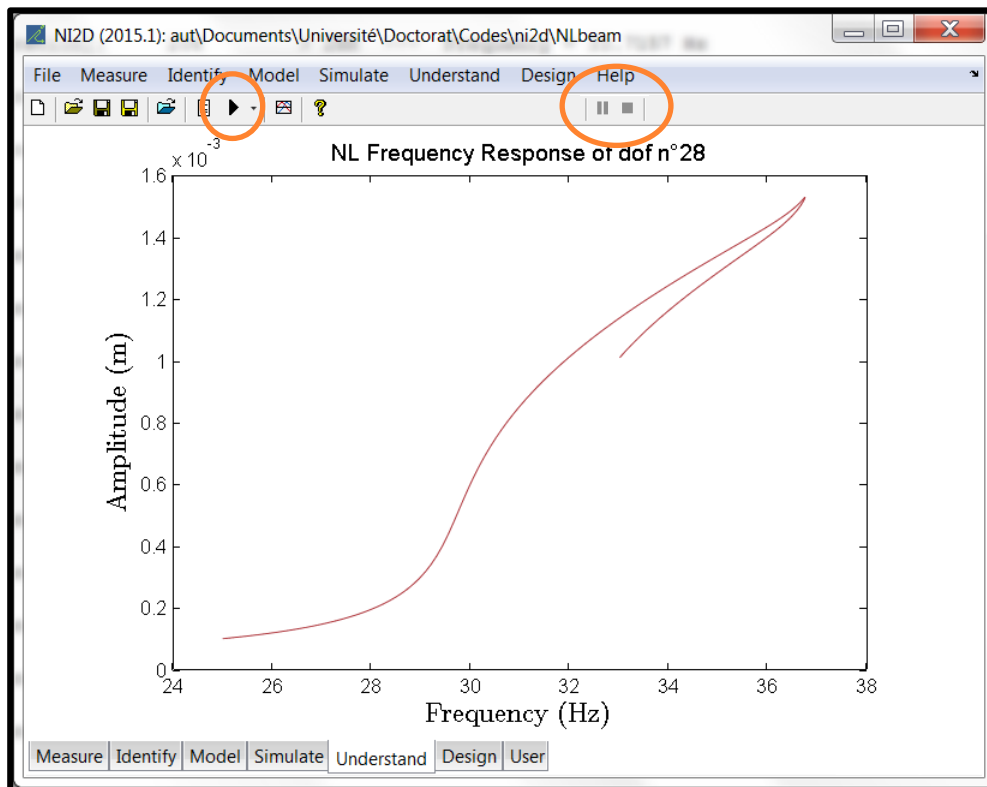 NI2D (2015.1): aut\Documents\Université\Doctorat\Codes\ni2d\NLbeam
File Measure Identify Model Simulate Understand Design Help
NL Frequency Response of dof n°28
x 10-3
1.6
1.4
1.2
1
0.8
0.6
0.4
0.2
0
Amplitude (m)
24 26 28 30 32 34 36 38
Frequency (Hz)
Measure Identify Model Simulate Understand Design User